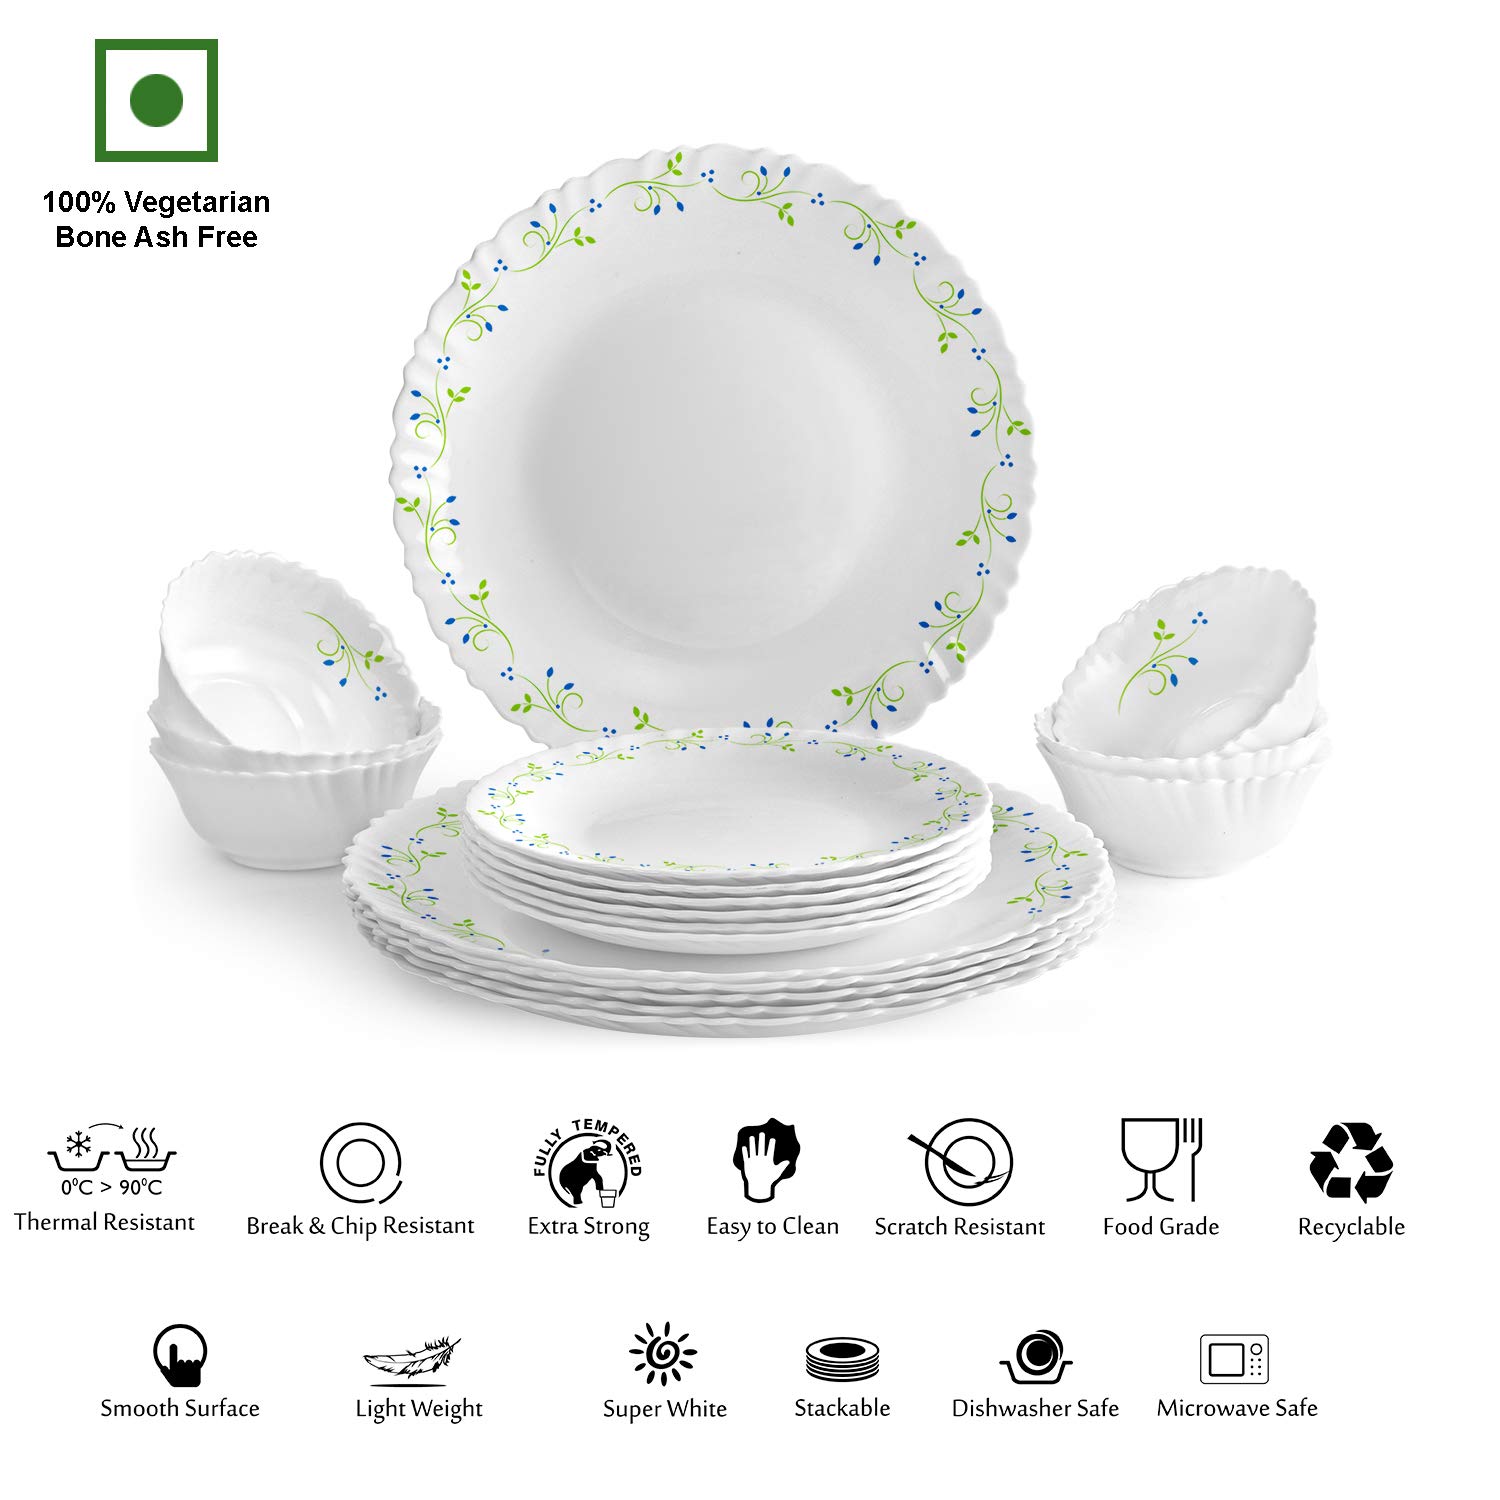 100% Vegetarian
Bone Ash Free
FULLY TEMPERED
0°C > 90°C
Thermal Resistant
Break & Chip Resistant
Extra Strong
Easy to Clean
Scratch Resistant
Food Grade
Recyclable
Smooth Surface
Light Weight
Super White
Stackable
Dishwasher Safe
Microwave Safe